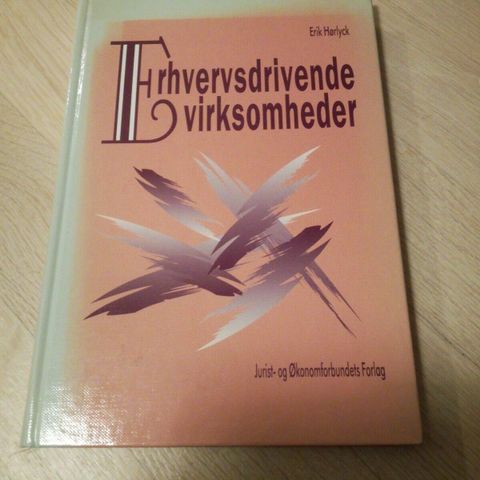 Erik Hørlyck
Erhvervsdrivende
virksomheder
Jurist- og Økonomforbundets Forlag